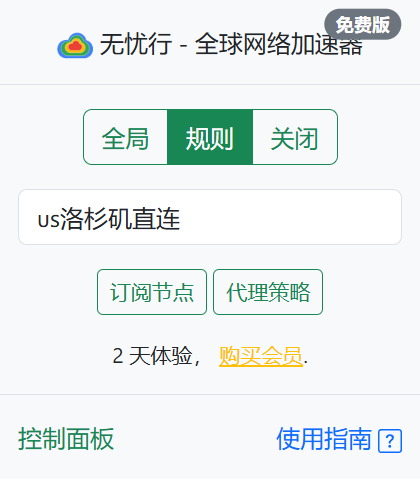 免费版
无忧行 - 全球网络加速器
全局 规则 关闭
us洛杉矶直连
订阅节点 代理策略
2 天体验， 购买会员.
控制面板 使用指南 ?